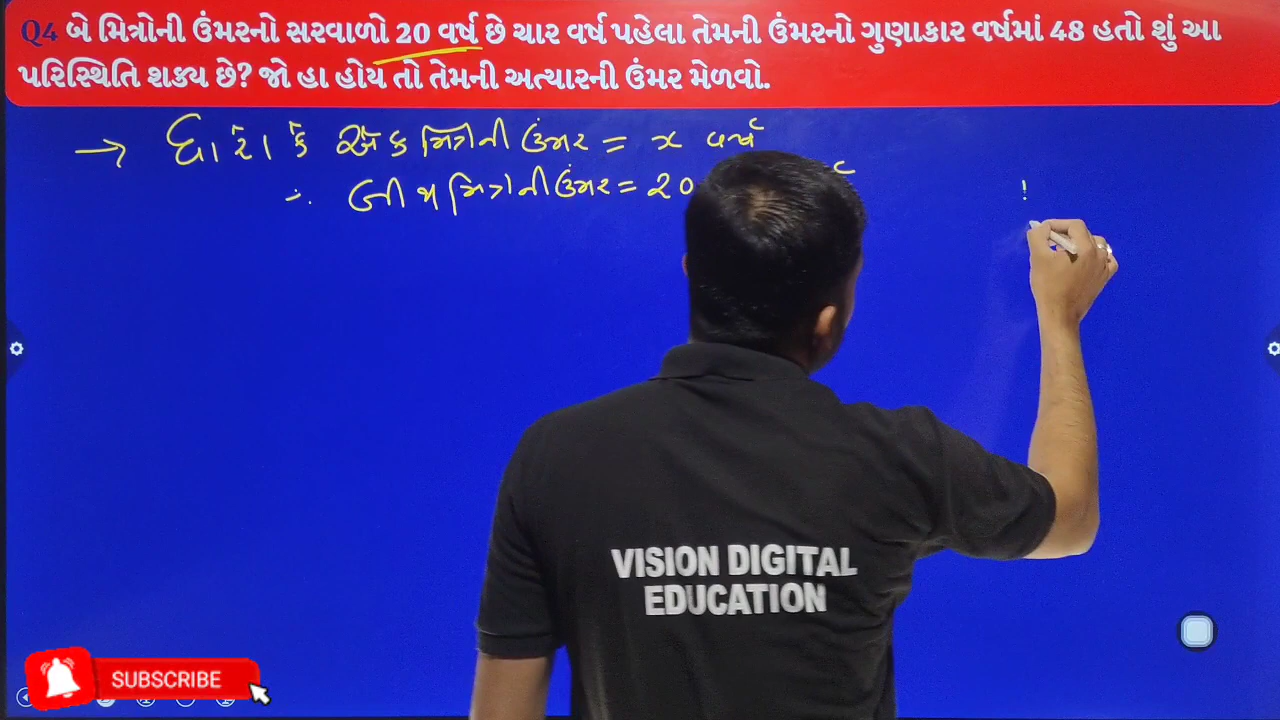 Q4 બે મિત્રોની ઉંમરનો સરવાળો 20 વર્ષ છે ચાર વર્ષ પહેલા તેમની ઉંમરનો ગુણાકાર વર્ષમાં 48 હતો શું આ
પરિસ્થિતિ શક્ય છે? જો હા હોય તો તેમની અત્યારની ઉંમર મેળવો.
→ ધારો કે એક મિત્રની ઉંમર = x વર્ષ
∴ બીજા મિત્રની ઉંમર = 20
VISION DIGITAL
EDUCATION
SUBSCRIBE